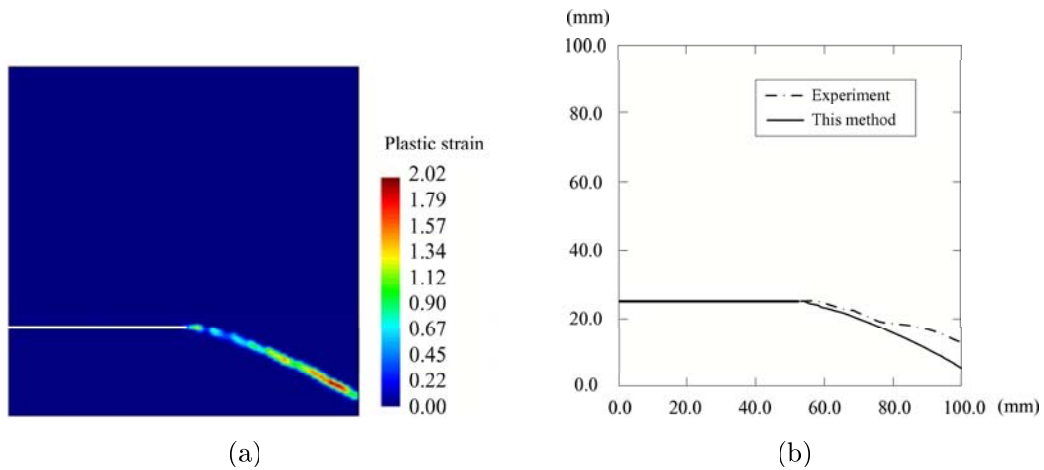 Plastic strain
2.02
1.79
1.57
1.34
1.12
0.90
0.67
0.45
0.22
0.00
(a)
(mm)
100.0
80.0
60.0
40.0
20.0
0.0
Experiment
This method
0.0 20.0 40.0 60.0 80.0 100.0 (mm)
(b)